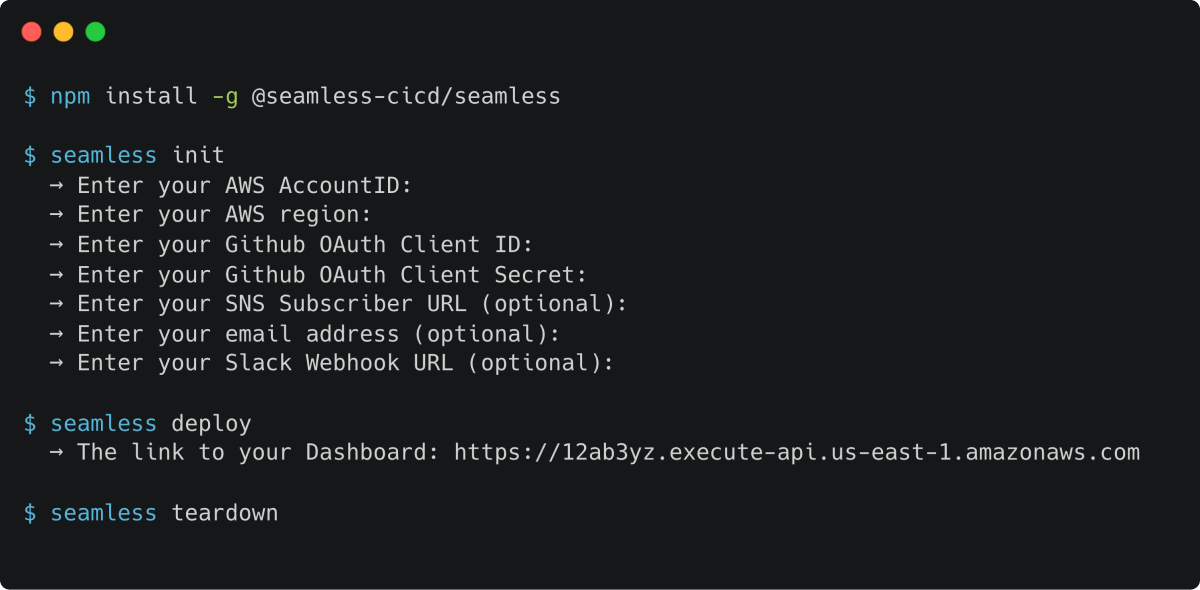 $ npm install -g @seamless-cicd/seamless
$ seamless init
→ Enter your AWS AccountID:
→ Enter your AWS region:
→ Enter your Github OAuth Client ID:
→ Enter your Github OAuth Client Secret:
→ Enter your SNS Subscriber URL (optional):
→ Enter your email address (optional):
→ Enter your Slack Webhook URL (optional):
$ seamless deploy
→ The link to your Dashboard: https://12ab3yz.execute-api.us-east-1.amazonaws.com
$ seamless teardown